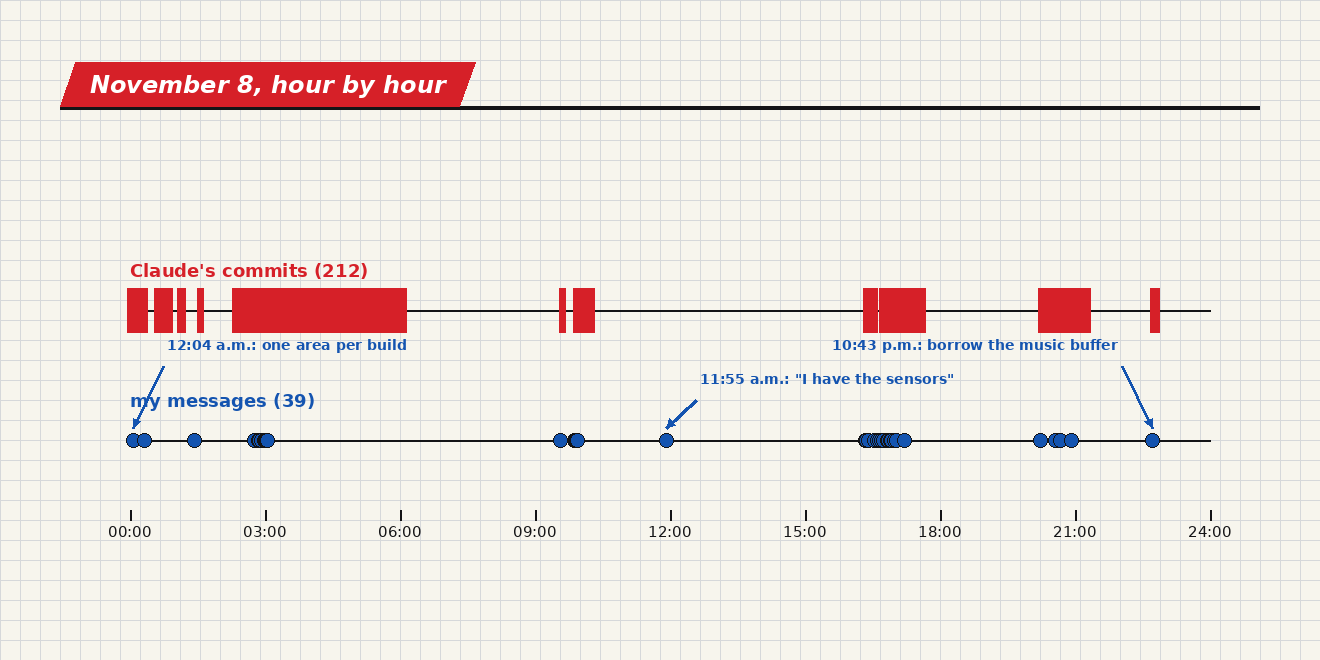 November 8, hour by hour
Claude's commits (212)
12:04 a.m.: one area per build
10:43 p.m.: borrow the music buffer
11:55 a.m.: "I have the sensors"
my messages (39)
00:00
03:00
06:00
09:00
12:00
15:00
18:00
21:00
24:00